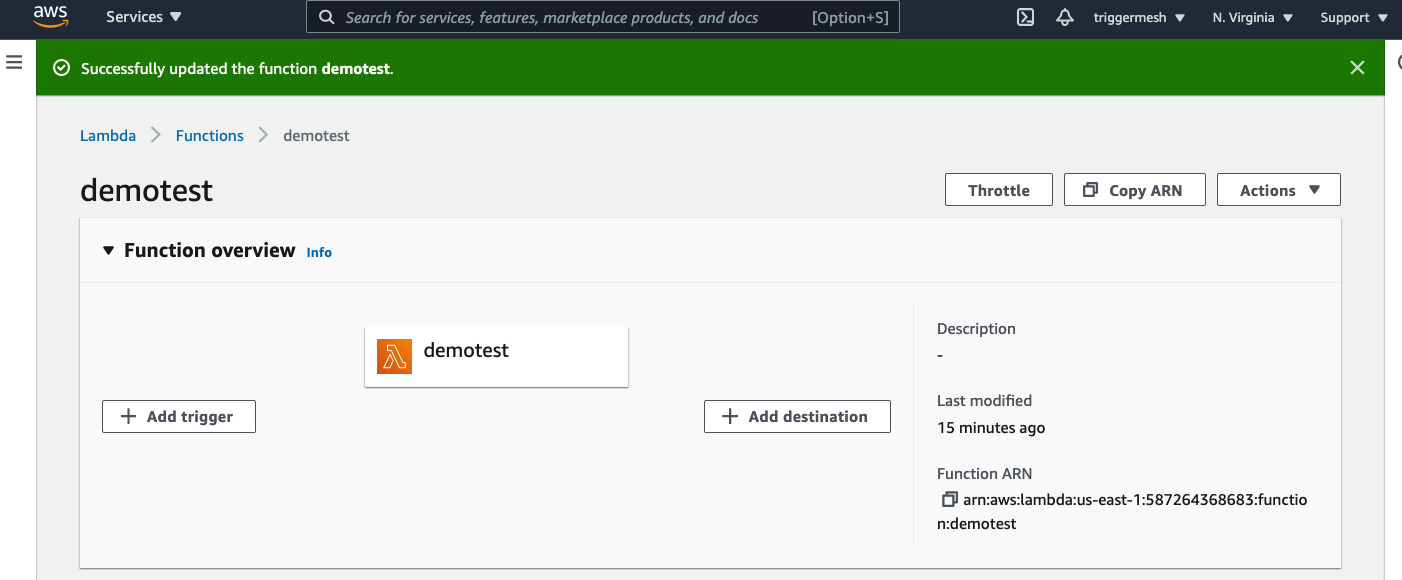 aws
Services
Search for services, features, marketplace products, and docs
[Option+S]
triggermesh
N. Virginia
Support
Successfully updated the function demotest.
Lambda
Functions
demotest
demotest
Throttle
Copy ARN
Actions
Function overview
Info
demotest
Add trigger
Add destination
Description
-
Last modified
15 minutes ago
Function ARN
arn:aws:lambda:us-east-1:587264368683:functio
n:demotest